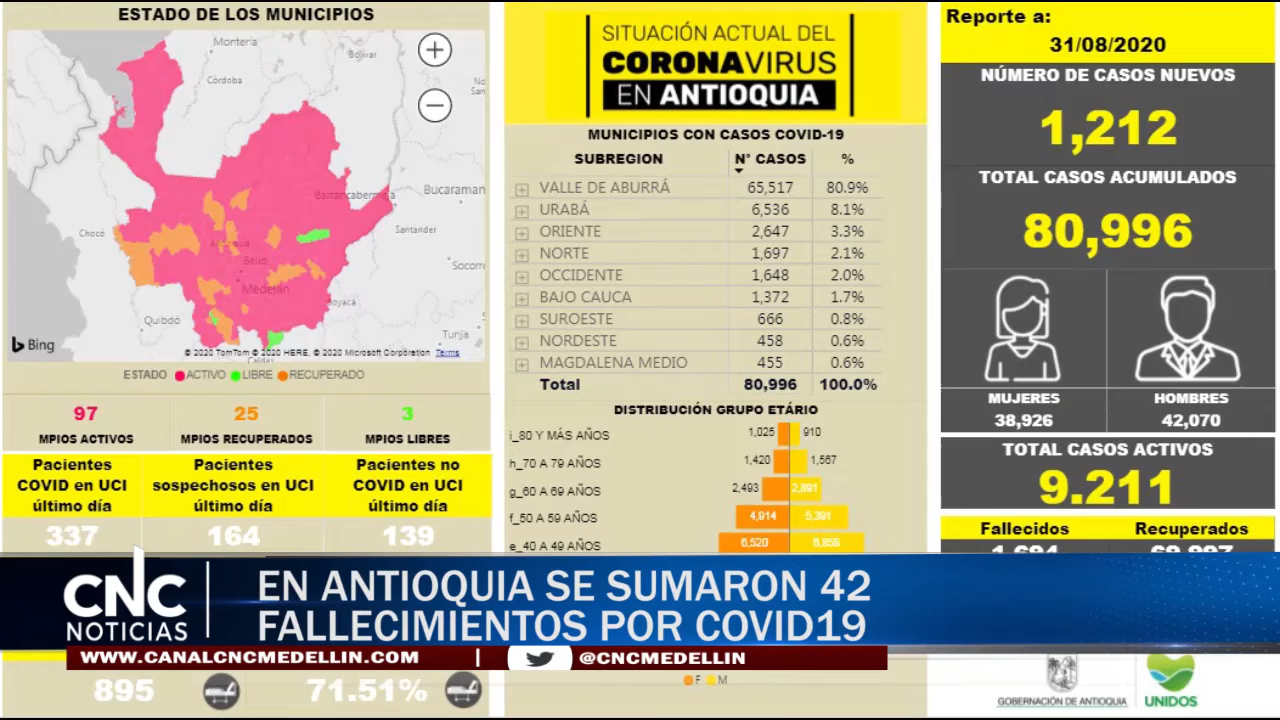 ESTADO DE LOS MUNICIPIOS
Montería
Bolívar
Córdoba
Barrancabermeja
Bucaraman
Santander
Chocó
Antioquia
Bello
Medellín
Socorr
Boyaca
Quibdó
Tunja
Caldas
Bing
© 2020 TomTom © 2020 HERE, © 2020 Microsoft Corporation Terms
ESTADO ACTIVO LIBRE RECUPERADO
97 25 3
MPIOS ACTIVOS MPIOS RECUPERADOS MPIOS LIBRES
Pacientes COVID en UCI último día
Pacientes sospechosos en UCI último día
Pacientes no COVID en UCI último día
337 164 139
SITUACIÓN ACTUAL DEL
CORONAVIRUS
EN ANTIOQUIA
MUNICIPIOS CON CASOS COVID-19
SUBREGION N° CASOS %
VALLE DE ABURRÁ 65,517 80.9%
URABÁ 6,536 8.1%
ORIENTE 2,647 3.3%
NORTE 1,697 2.1%
OCCIDENTE 1,648 2.0%
BAJO CAUCA 1,372 1.7%
SUROESTE 666 0.8%
NORDESTE 458 0.6%
MAGDALENA MEDIO 455 0.6%
Total 80,996 100.0%
DISTRIBUCIÓN GRUPO ETÁRIO
i_80 Y MÁS AÑOS 1,025 910
h_70 A 79 AÑOS 1,420 1,567
g_60 A 69 AÑOS 2,493 2,891
f_50 A 59 AÑOS 4,914 5,391
e_40 A 49 AÑOS 6,520 6,858
Reporte a:
31/08/2020
NÚMERO DE CASOS NUEVOS
1,212
TOTAL CASOS ACUMULADOS
80,996
MUJERES HOMBRES
38,926 42,070
TOTAL CASOS ACTIVOS
9.211
Fallecidos Recuperados
CNC
NOTICIAS
EN ANTIOQUIA SE SUMARON 42
FALLECIMIENTOS POR COVID19
WWW.CANALCNCMEDELLIN.COM | @CNCMEDELLIN
895 71.51%
F M
GOBERNACIÓN DE ANTIOQUIA
UNIDOS